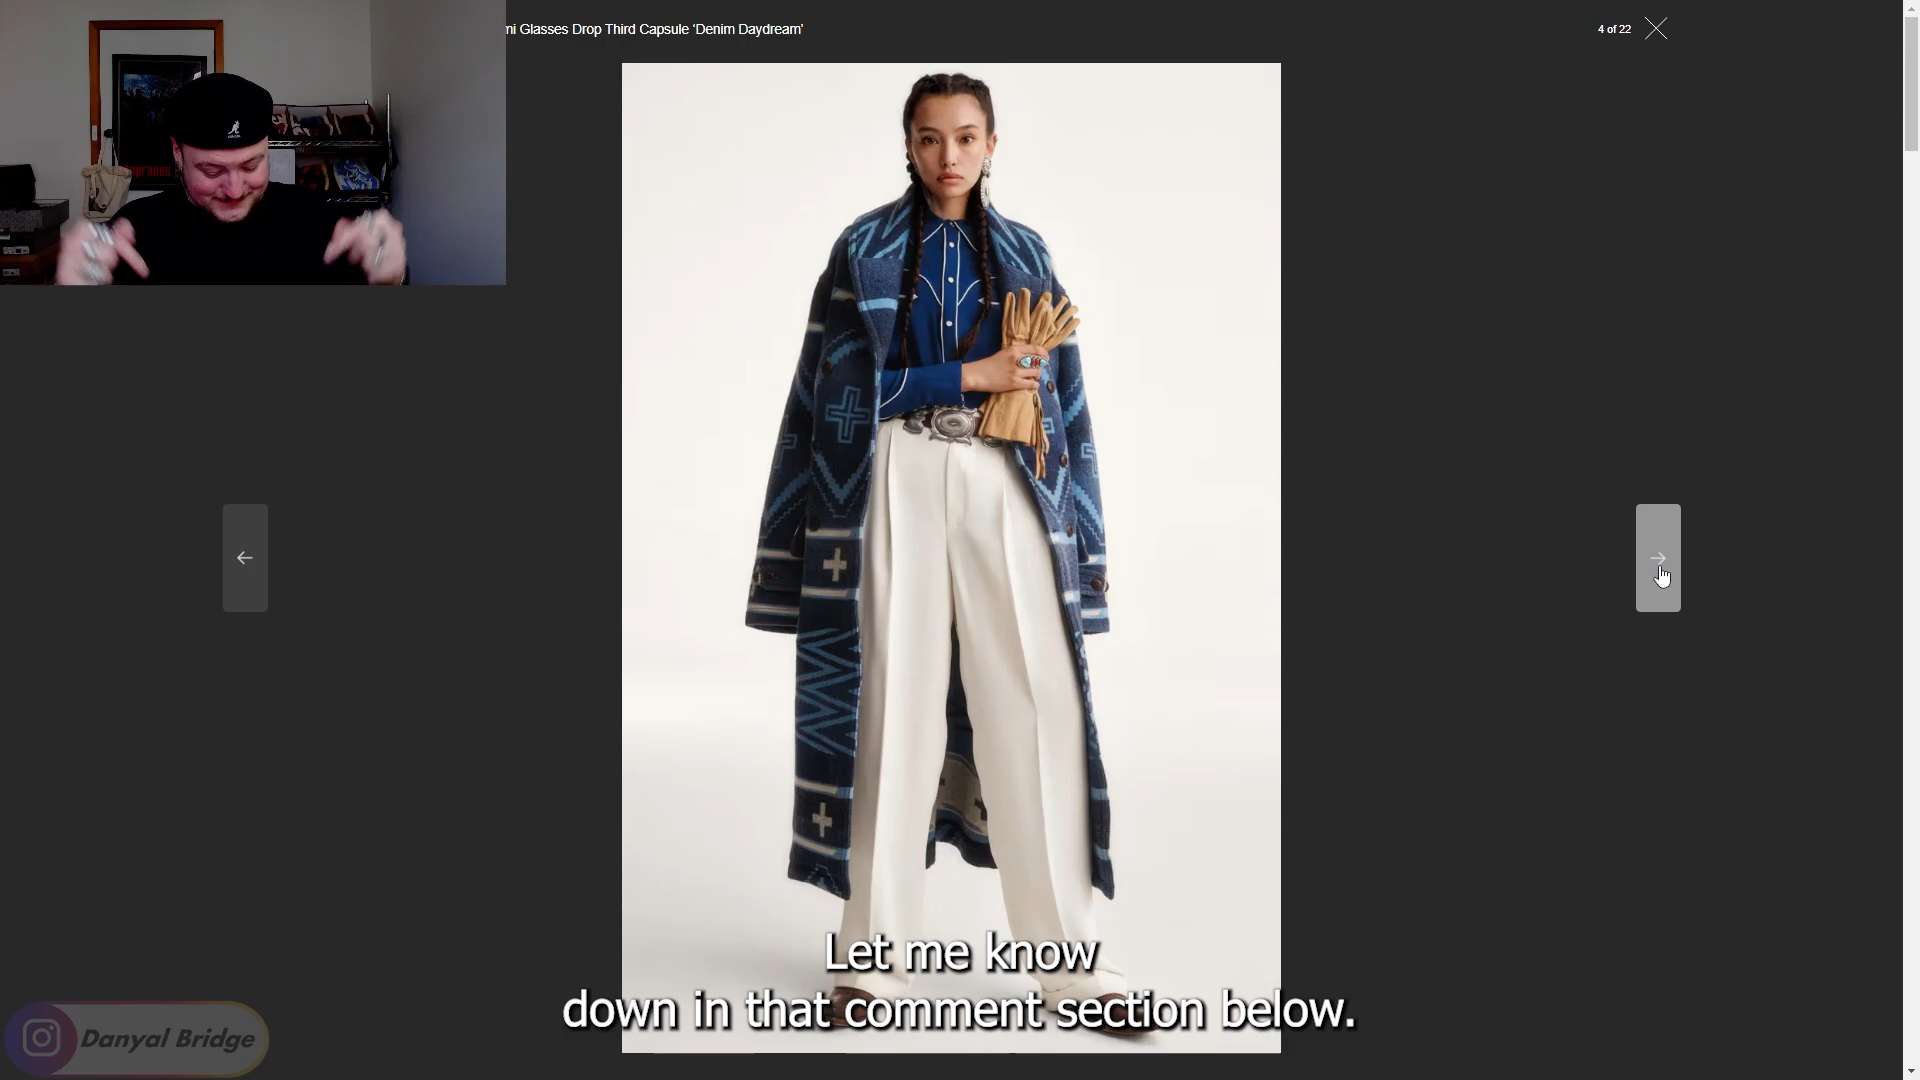 mi Glasses Drop Third Capsule ‘Denim Daydream’
4 of 22
Let me know
down in that comment section below.
Danyal Bridge